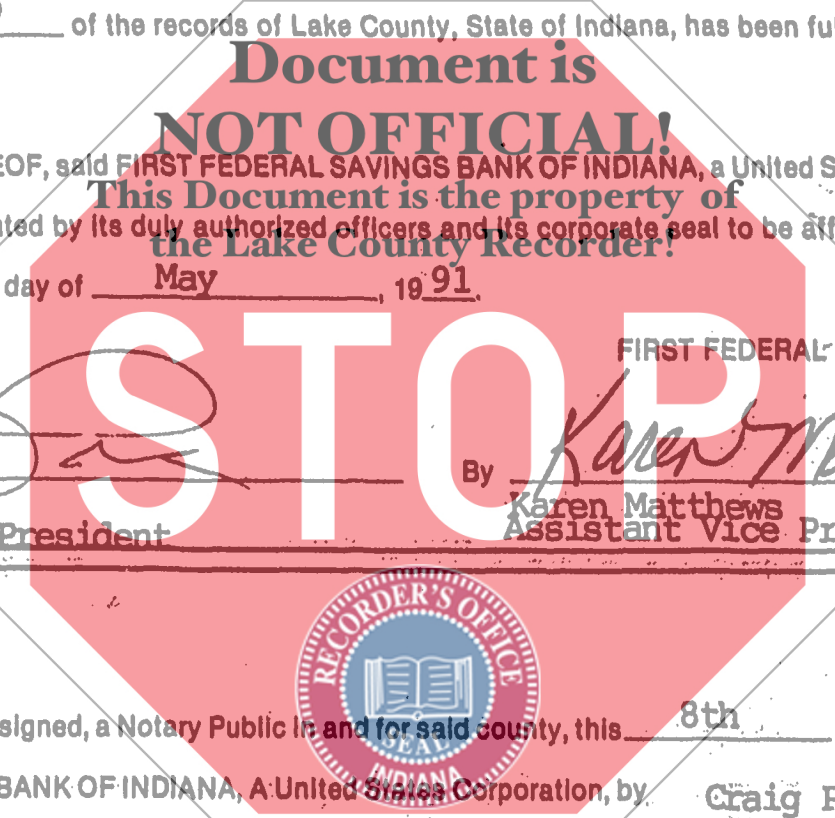 of the records of Lake County, State of Indiana, has been ful
Document is
NOT OFFICIAL!
EOF, said FIRST FEDERAL SAVINGS BANK OF INDIANA, a United S
This Document is the property of
ted by its duly authorized officers and its corporate seal to be aff
the Lake County Recorder!
day of May, 1991.
STOP
FIRST FEDERAL
By Karen M
Karen Matthews
President Assistant Vice Pr
RECORDER'S OFFICE
signed, a Notary Public in and for said county, this 8th
SEAL
INDIANA
BANK OF INDIANA, A United States Corporation, by Craig